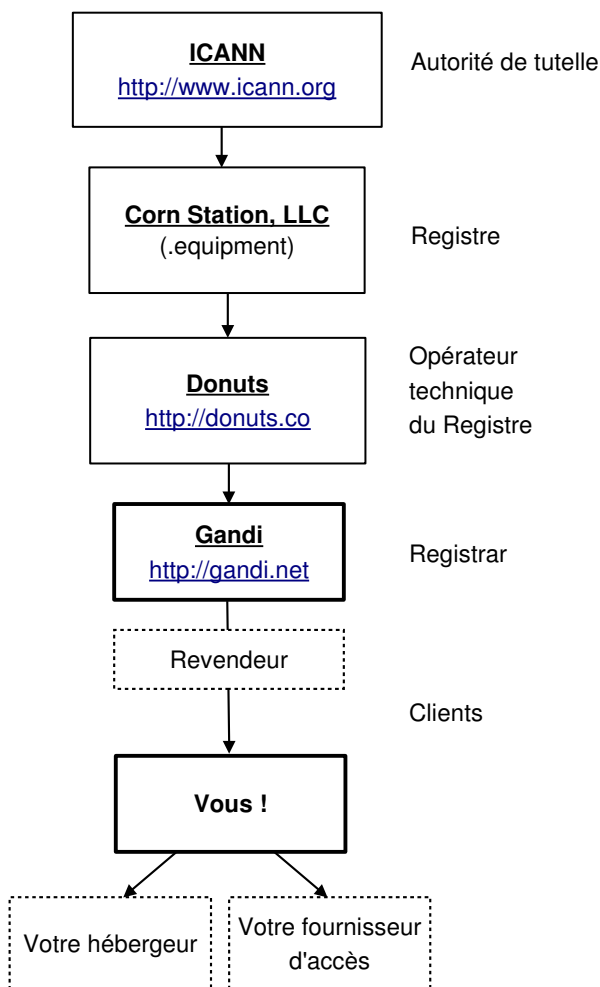 ICANN
http://www.icann.org
Autorité de tutelle
Corn Station, LLC
(.equipment)
Registre
Donuts
http://donuts.co
Opérateur
technique
du Registre
Gandi
http://gandi.net
Registrar
Revendeur
Clients
Vous !
Votre hébergeur
Votre fournisseur
d'accès